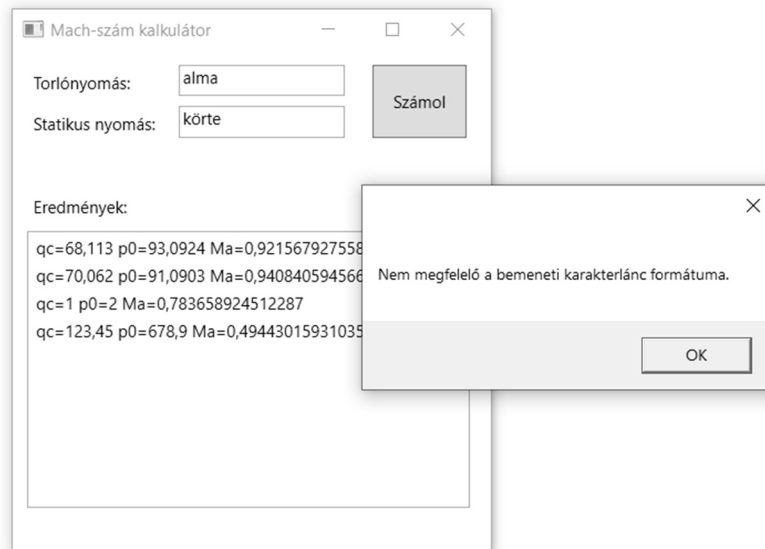 Mach-szám kalkulátor
Torlónyomás:
alma
Számol
Statikus nyomás:
körte
Eredmények:
qc=68,113 p0=93,0924 Ma=0,921567927558
qc=70,062 p0=91,0903 Ma=0,940840594566
qc=1 p0=2 Ma=0,783658924512287
qc=123,45 p0=678,9 Ma=0,49443015931035
Nem megfelelő a bemeneti karakterlánc formátuma.
OK